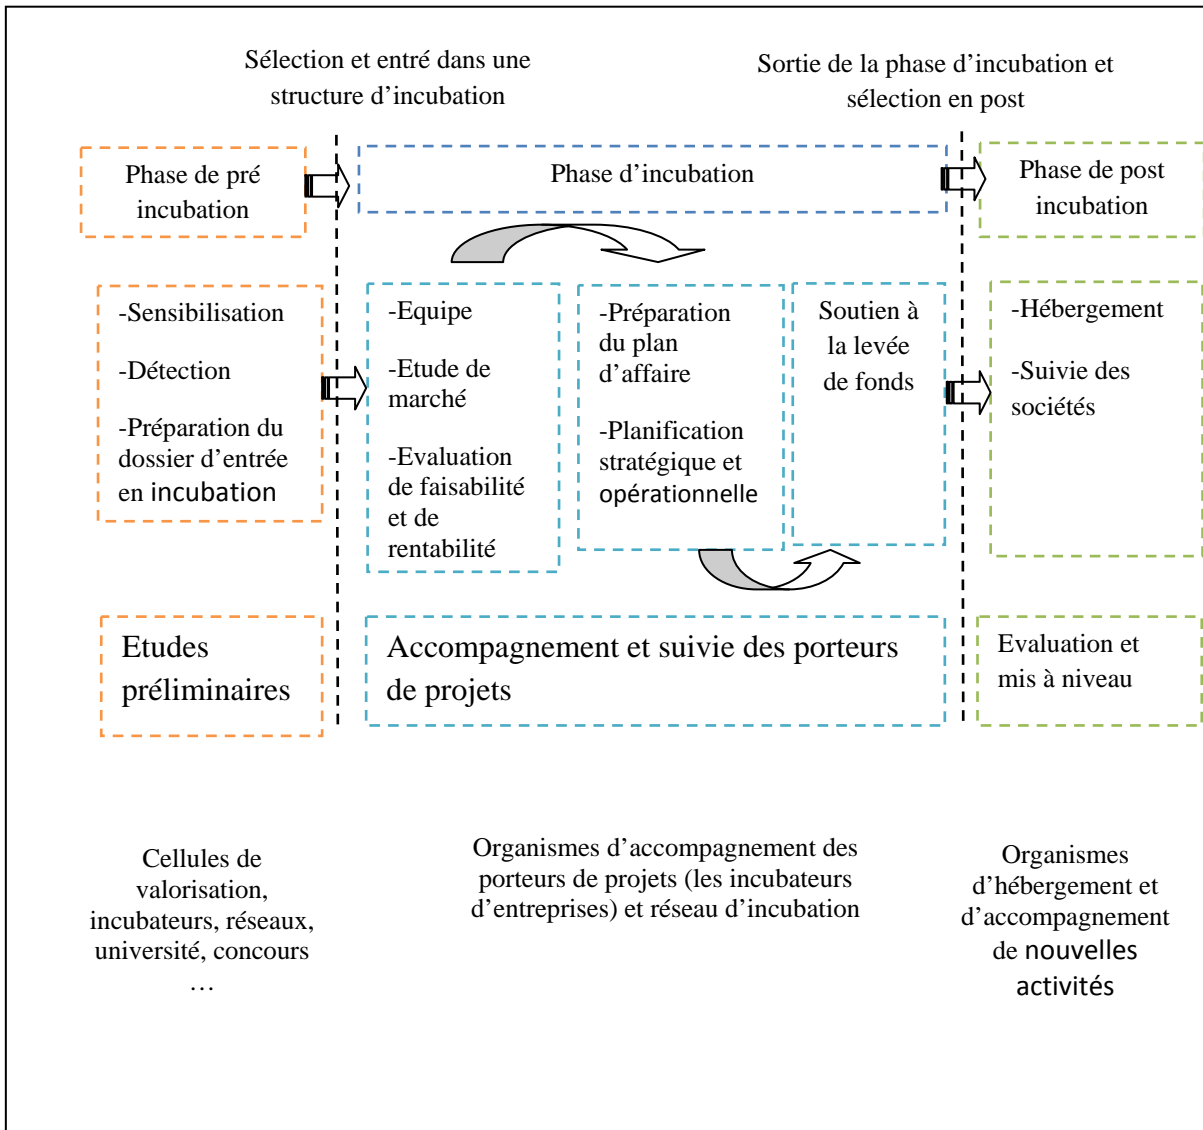 Sélection et entré dans une
structure d’incubation
Sortie de la phase d’incubation et
sélection en post
Phase de pré
incubation
Phase d’incubation
Phase de post
incubation
-Sensibilisation
-Détection
-Préparation du
dossier d’entrée
en incubation
-Equipe
-Etude de
marché
-Evaluation
de faisabilité
et de
rentabilité
-Préparation
du plan
d’affaire
-Planification
stratégique et
opérationnelle
Soutien à
la levée
de fonds
-Hébergement
-Suivie des
sociétés
Etudes
préliminaires
Accompagnement et suivie des porteurs
de projets
Evaluation et
mis à niveau
Cellules de
valorisation,
incubateurs, réseaux,
université, concours
…
Organismes d’accompagnement des
porteurs de projets (les incubateurs
d’entreprises) et réseau d’incubation
Organismes
d’hébergement et
d’accompagnement
de nouvelles
activités